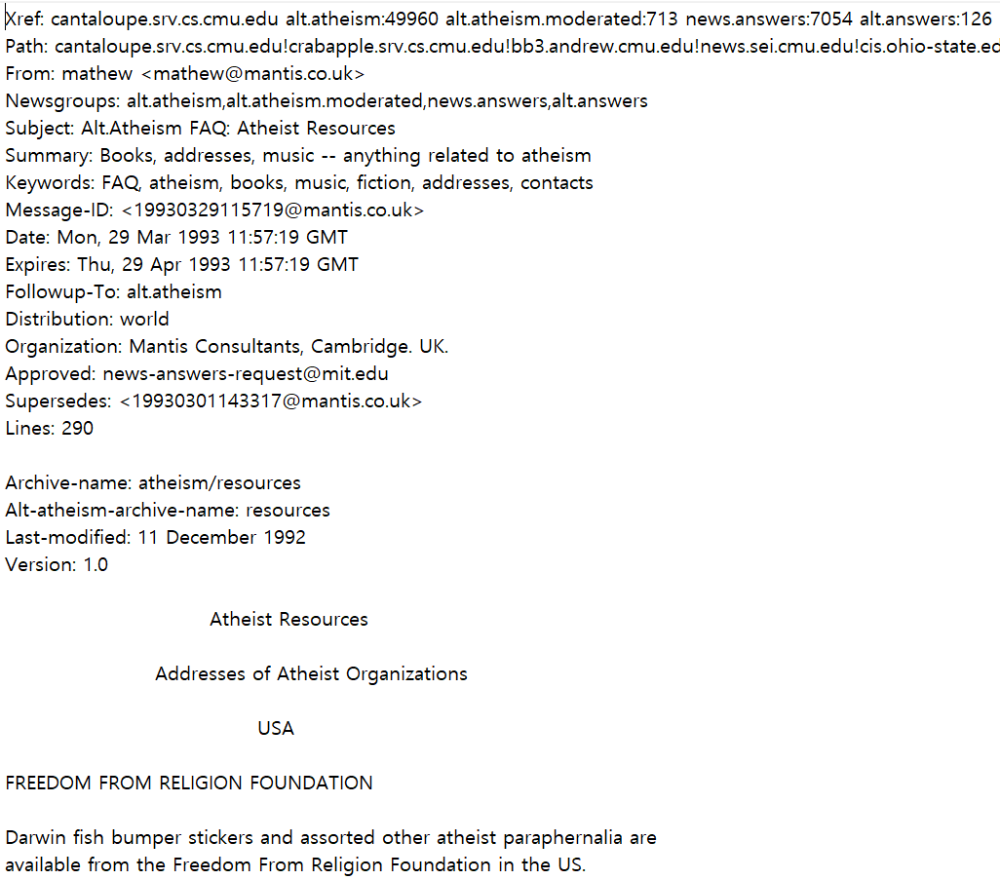 Xref: cantaloupe.srv.cs.cmu.edu alt.atheism:49960 alt.atheism.moderated:713 news.answers:7054 alt.answers:126
Path: cantaloupe.srv.cs.cmu.edu!crabapple.srv.cs.cmu.edu!bb3.andrew.cmu.edu!news.sei.cmu.edu!cis.ohio-state.ed
From: mathew <mathew@mantis.co.uk>
Newsgroups: alt.atheism,alt.atheism.moderated,news.answers,alt.answers
Subject: Alt.Atheism FAQ: Atheist Resources
Summary: Books, addresses, music -- anything related to atheism
Keywords: FAQ, atheism, books, music, fiction, addresses, contacts
Message-ID: <19930329115719@mantis.co.uk>
Date: Mon, 29 Mar 1993 11:57:19 GMT
Expires: Thu, 29 Apr 1993 11:57:19 GMT
Followup-To: alt.atheism
Distribution: world
Organization: Mantis Consultants, Cambridge. UK.
Approved: news-answers-request@mit.edu
Supersedes: <19930301143317@mantis.co.uk>
Lines: 290
Archive-name: atheism/resources
Alt-atheism-archive-name: resources
Last-modified: 11 December 1992
Version: 1.0
Atheist Resources
Addresses of Atheist Organizations
USA
FREEDOM FROM RELIGION FOUNDATION
Darwin fish bumper stickers and assorted other atheist paraphernalia are
available from the Freedom From Religion Foundation in the US.